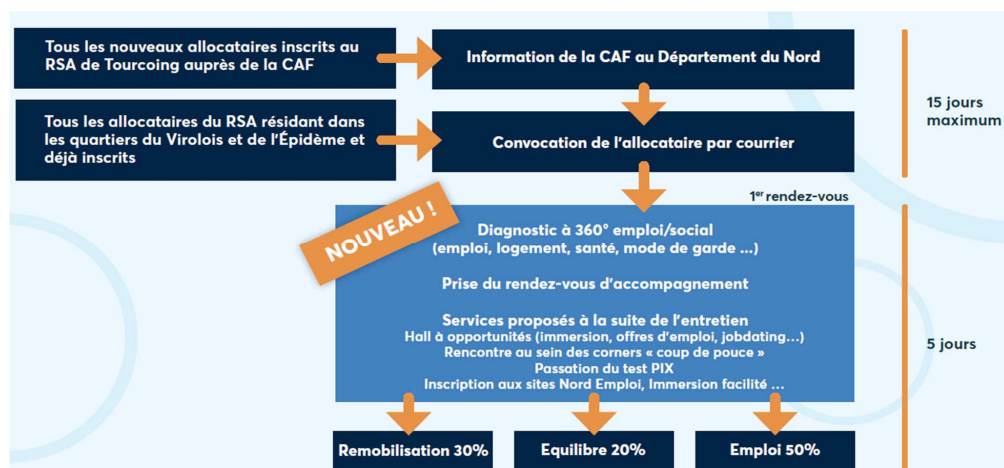 Tous les nouveaux allocataires inscrits au
RSA de Tourcoing auprès de la CAF
Information de la CAF au Département du Nord
Tous les allocataires du RSA résidant dans
les quartiers du Virolois et de l'Épidème et
déjà inscrits
Convocation de l'allocataire par courrier
15 jours
maximum
1er rendez-vous
NOUVEAU !
Diagnostic à 360° emploi/social
(emploi, logement, santé, mode de garde ...)
Prise du rendez-vous d'accompagnement
Services proposés à la suite de l'entretien
Hall à opportunités (immersion, offres d'emploi, jobdating...)
Rencontre au sein des corners « coup de pouce »
Passation du test PIX
Inscription aux sites Nord Emploi, Immersion facilité ...
5 jours
Remobilisation 30%
Equilibre 20%
Emploi 50%